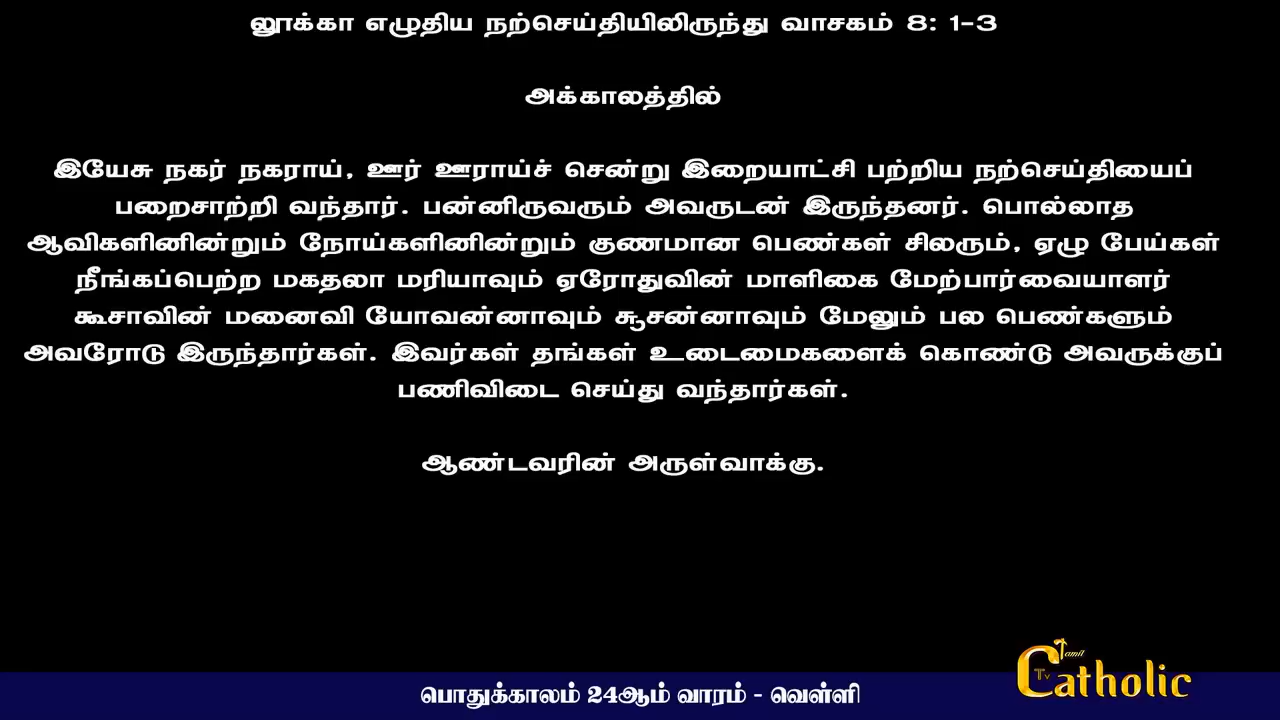 லூக்கா எழுதிய நற்செய்தியிலிருந்து வாசகம் 8: 1-3
அக்காலத்தில்
இயேசு நகர் நகராய், ஊர் ஊராய்ச் சென்று இறையாட்சி பற்றிய நற்செய்தியைப்
பறைசாற்றி வந்தார். பன்னிருவரும் அவருடன் இருந்தனர். பொல்லாத
ஆவிகளினின்றும் நோய்களினின்றும் குணமான பெண்கள் சிலரும், ஏழு பேய்கள்
நீங்கப்பெற்ற மகதலா மரியாவும் ஏரோதுவின் மாளிகை மேற்பார்வையாளர்
கூசாவின் மனைவி யோவன்னாவும் சூசன்னாவும் மேலும் பல பெண்களும்
அவரோடு இருந்தார்கள். இவர்கள் தங்கள் உடைமைகளைக் கொண்டு அவருக்குப்
பணிவிடை செய்து வந்தார்கள்.
ஆண்டவரின் அருள்வாக்கு.
பொதுக்காலம் 24ஆம் வாரம் - வெள்ளி
Tamil
Catholic
Tv